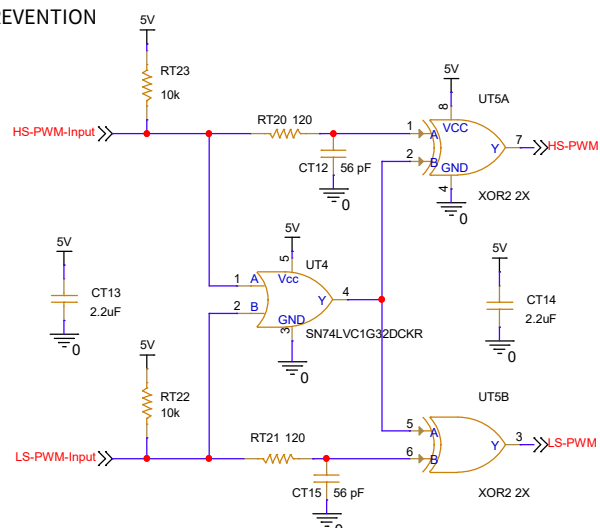 REVENTION
5V
RT23
10k
HS-PWM-Input
RT20 120
CT12 56 pF
0
5V
8
UT5A
1 A VCC
2 B
Y 7
HS-PWM
GND
4
XOR2 2X
0
5V
5
UT4
1 A Vcc
2 B
Y 4
GND
3
SN74LVC1G32DCKR
0
5V
CT13
2.2uF
0
5V
CT14
2.2uF
0
5V
RT22
10k
LS-PWM-Input
RT21 120
CT15 56 pF
0
UT5B
5 A
6 B
Y 3
LS-PWM
XOR2 2X